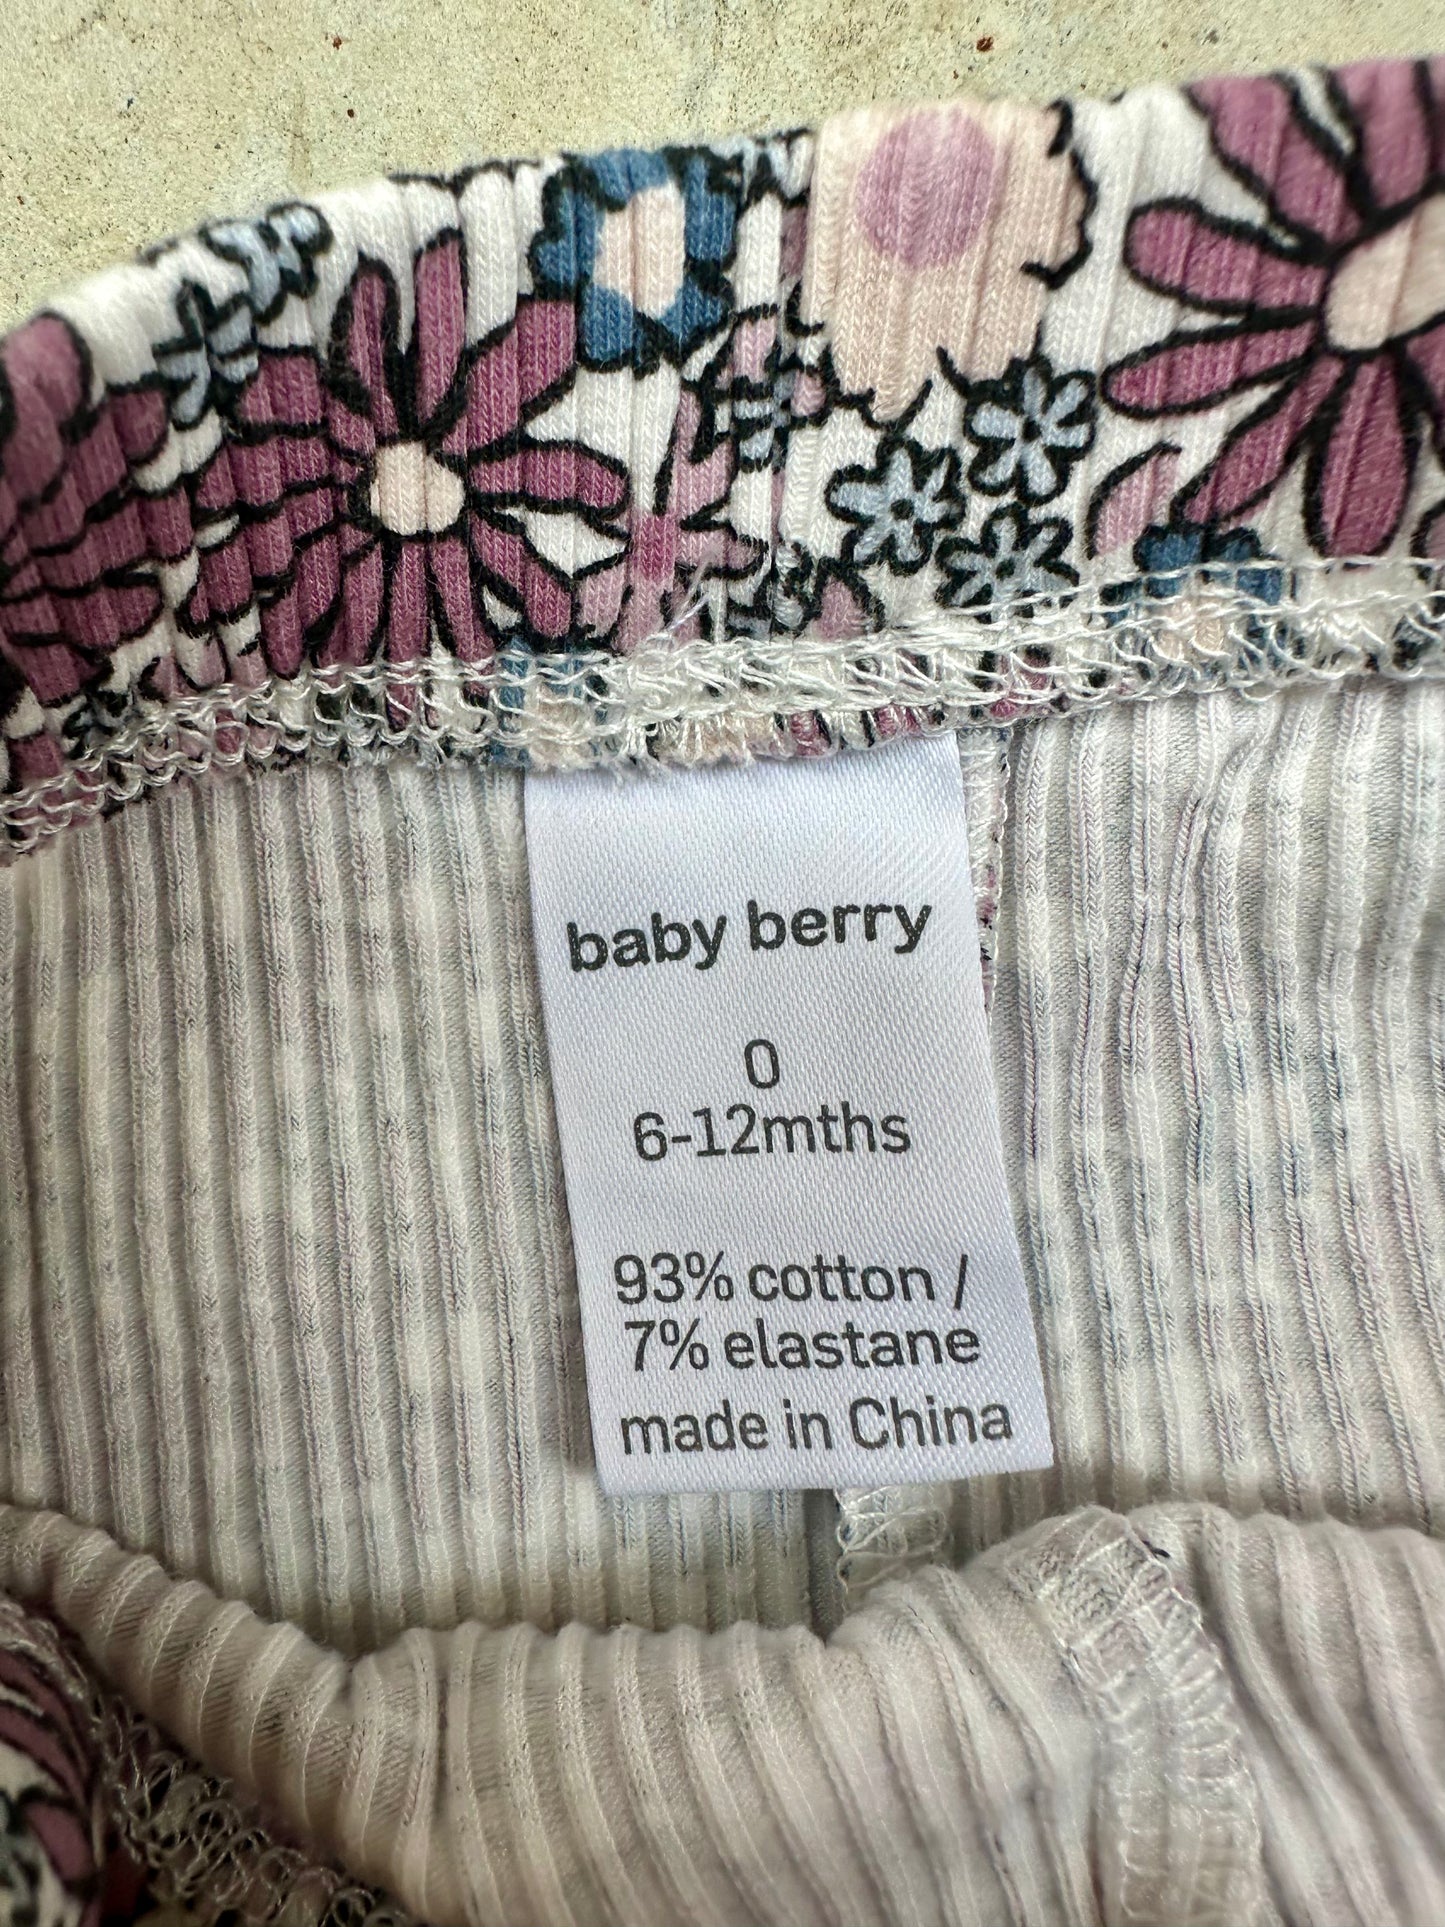 baby berry
0
6-12mths
93% cotton /
7% elastane
made in China